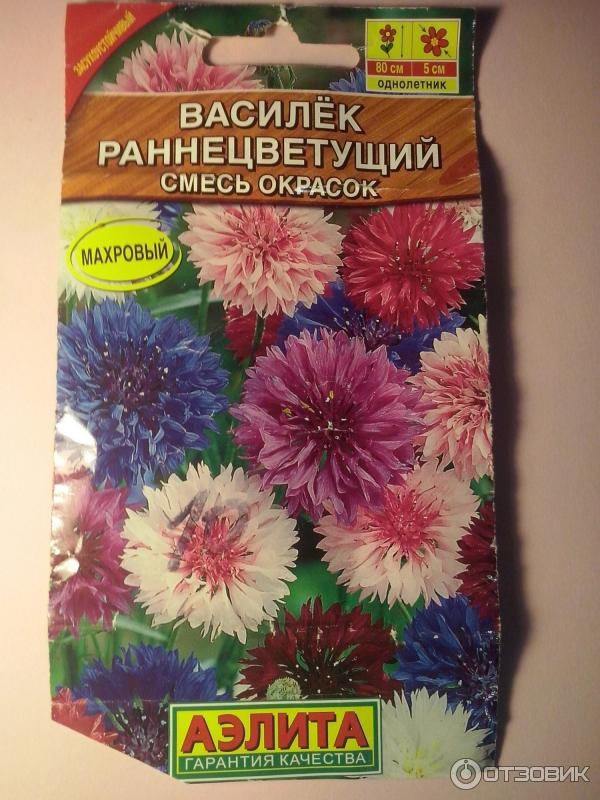 ЗАСУХОУСТОЙЧИВЫЙ
80 см 5 см
однолетник
ВАСИЛЁК
РАННЕЦВЕТУЩИЙ
СМЕСЬ ОКРАСОК
МАХРОВЫЙ
АЭЛИТА
ГАРАНТИЯ КАЧЕСТВА
ОТЗОВИК